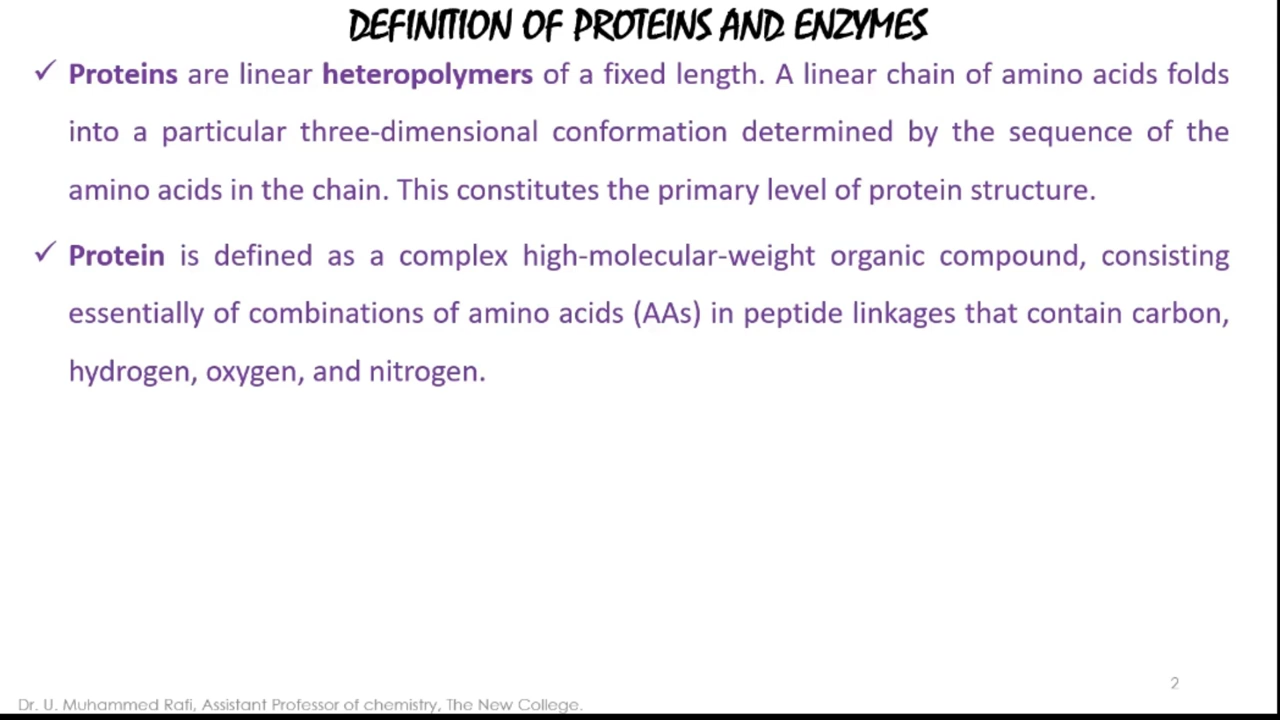 DEFINITION OF PROTEINS AND ENZYMES
✓ Proteins are linear heteropolymers of a fixed length. A linear chain of amino acids folds
into a particular three-dimensional conformation determined by the sequence of the
amino acids in the chain. This constitutes the primary level of protein structure.
✓ Protein is defined as a complex high-molecular-weight organic compound, consisting
essentially of combinations of amino acids (AAs) in peptide linkages that contain carbon,
hydrogen, oxygen, and nitrogen.
2
Dr. U. Muhammed Rafi, Assistant Professor of chemistry, The New College.